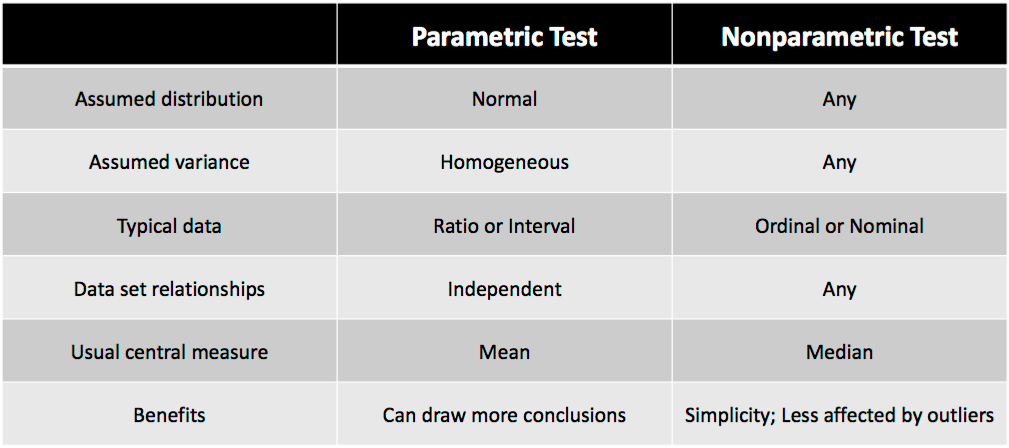 Parametric Test Nonparametric Test
Assumed distribution Normal Any
Assumed variance Homogeneous Any
Typical data Ratio or Interval Ordinal or Nominal
Data set relationships Independent Any
Usual central measure Mean Median
Benefits Can draw more conclusions Simplicity; Less affected by outliers